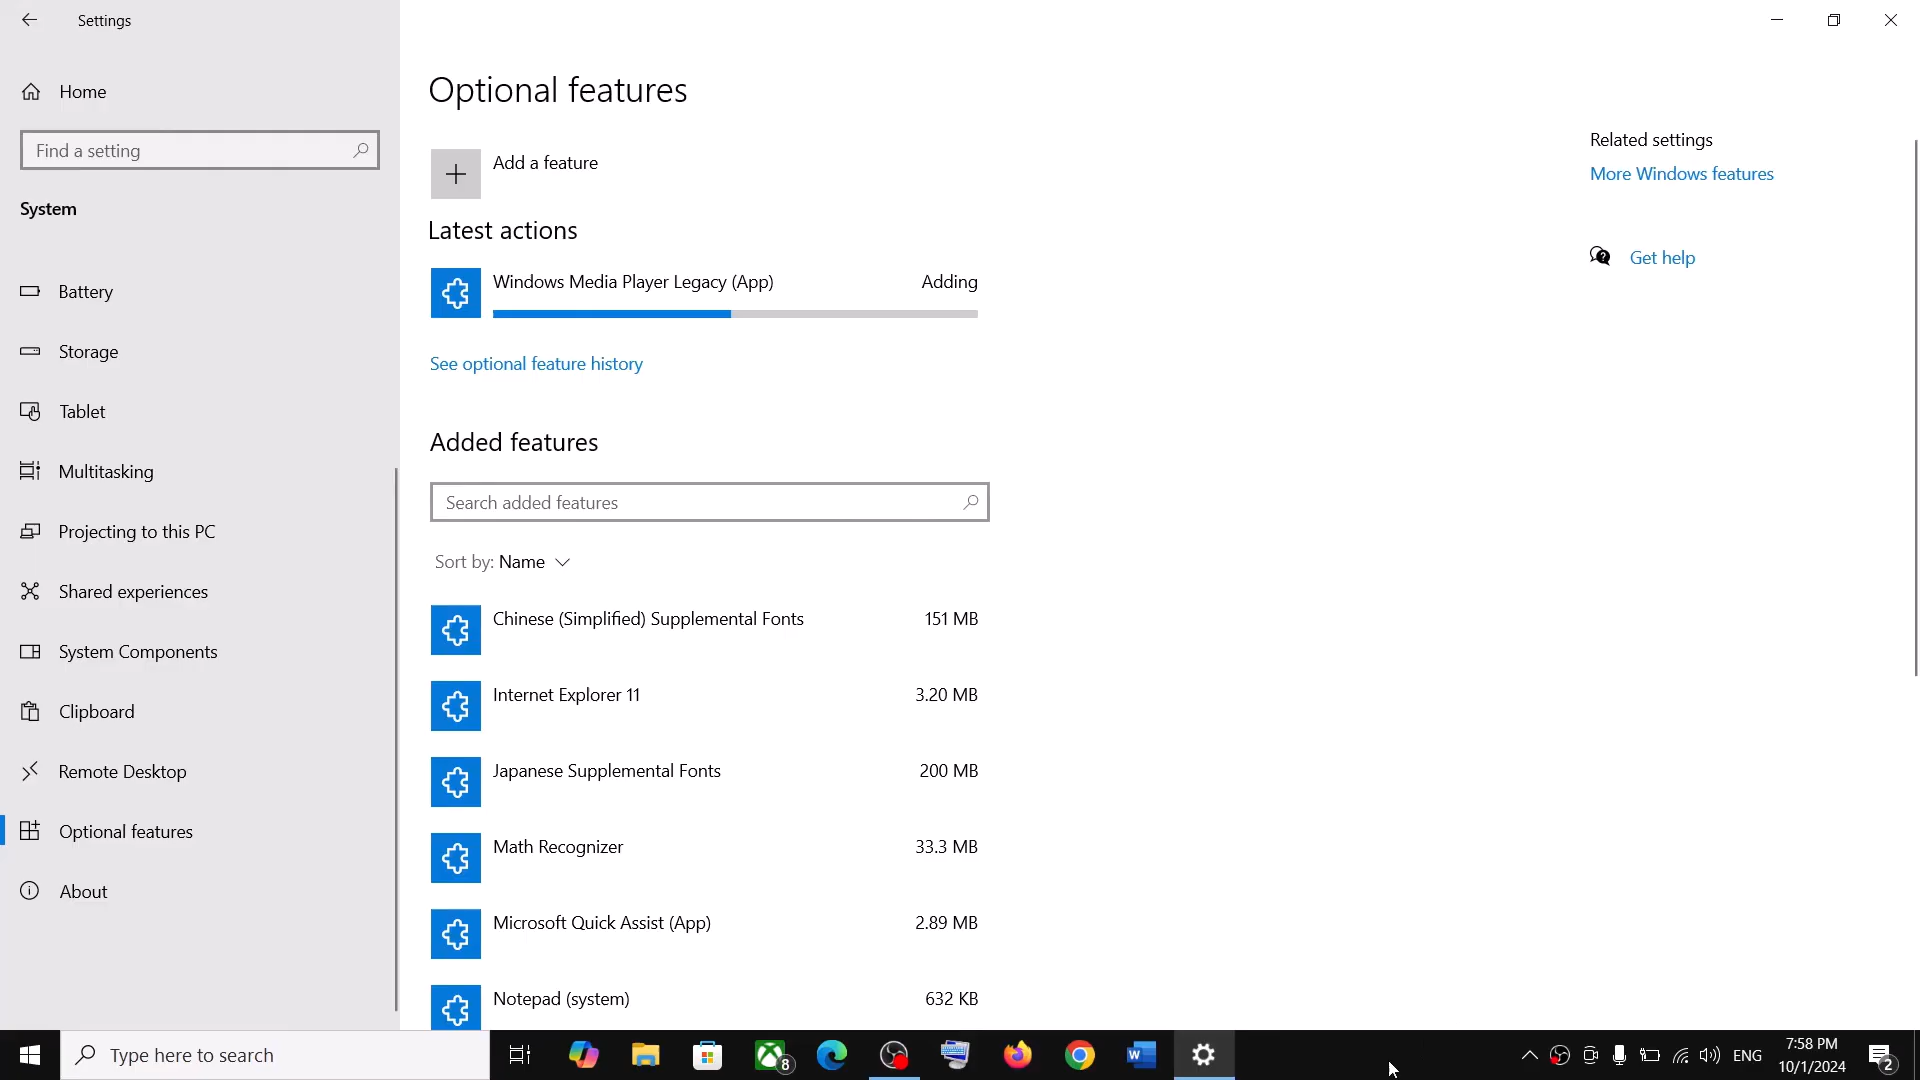 Settings
Home
Find a setting
System
Battery
Storage
Tablet
Multitasking
Projecting to this PC
Shared experiences
System Components
Clipboard
Remote Desktop
Optional features
About
Optional features
Add a feature
Latest actions
Windows Media Player Legacy (App) Adding
See optional feature history
Added features
Search added features
Sort by: Name
Chinese (Simplified) Supplemental Fonts 151 MB
Internet Explorer 11 3.20 MB
Japanese Supplemental Fonts 200 MB
Math Recognizer 33.3 MB
Microsoft Quick Assist (App) 2.89 MB
Notepad (system) 632 KB
Related settings
More Windows features
Get help
Type here to search
8
W
ENG
7:58 PM
10/1/2024
2